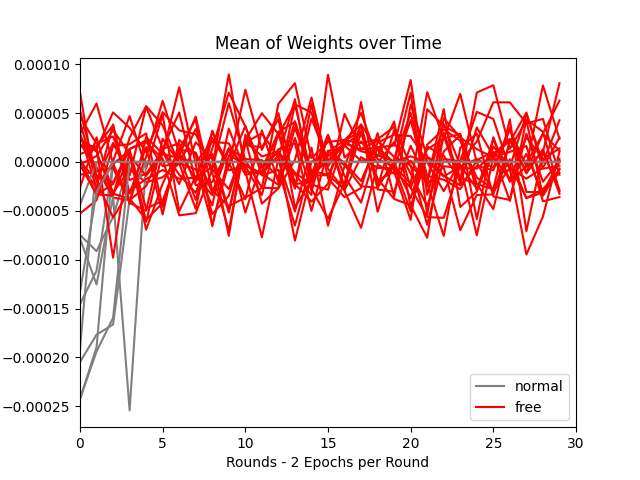 Mean of Weights over Time
0.00010
0.00005
0.00000
−0.00005
−0.00010
−0.00015
−0.00020
−0.00025
0 5 10 15 20 25 30
Rounds - 2 Epochs per Round
normal
free